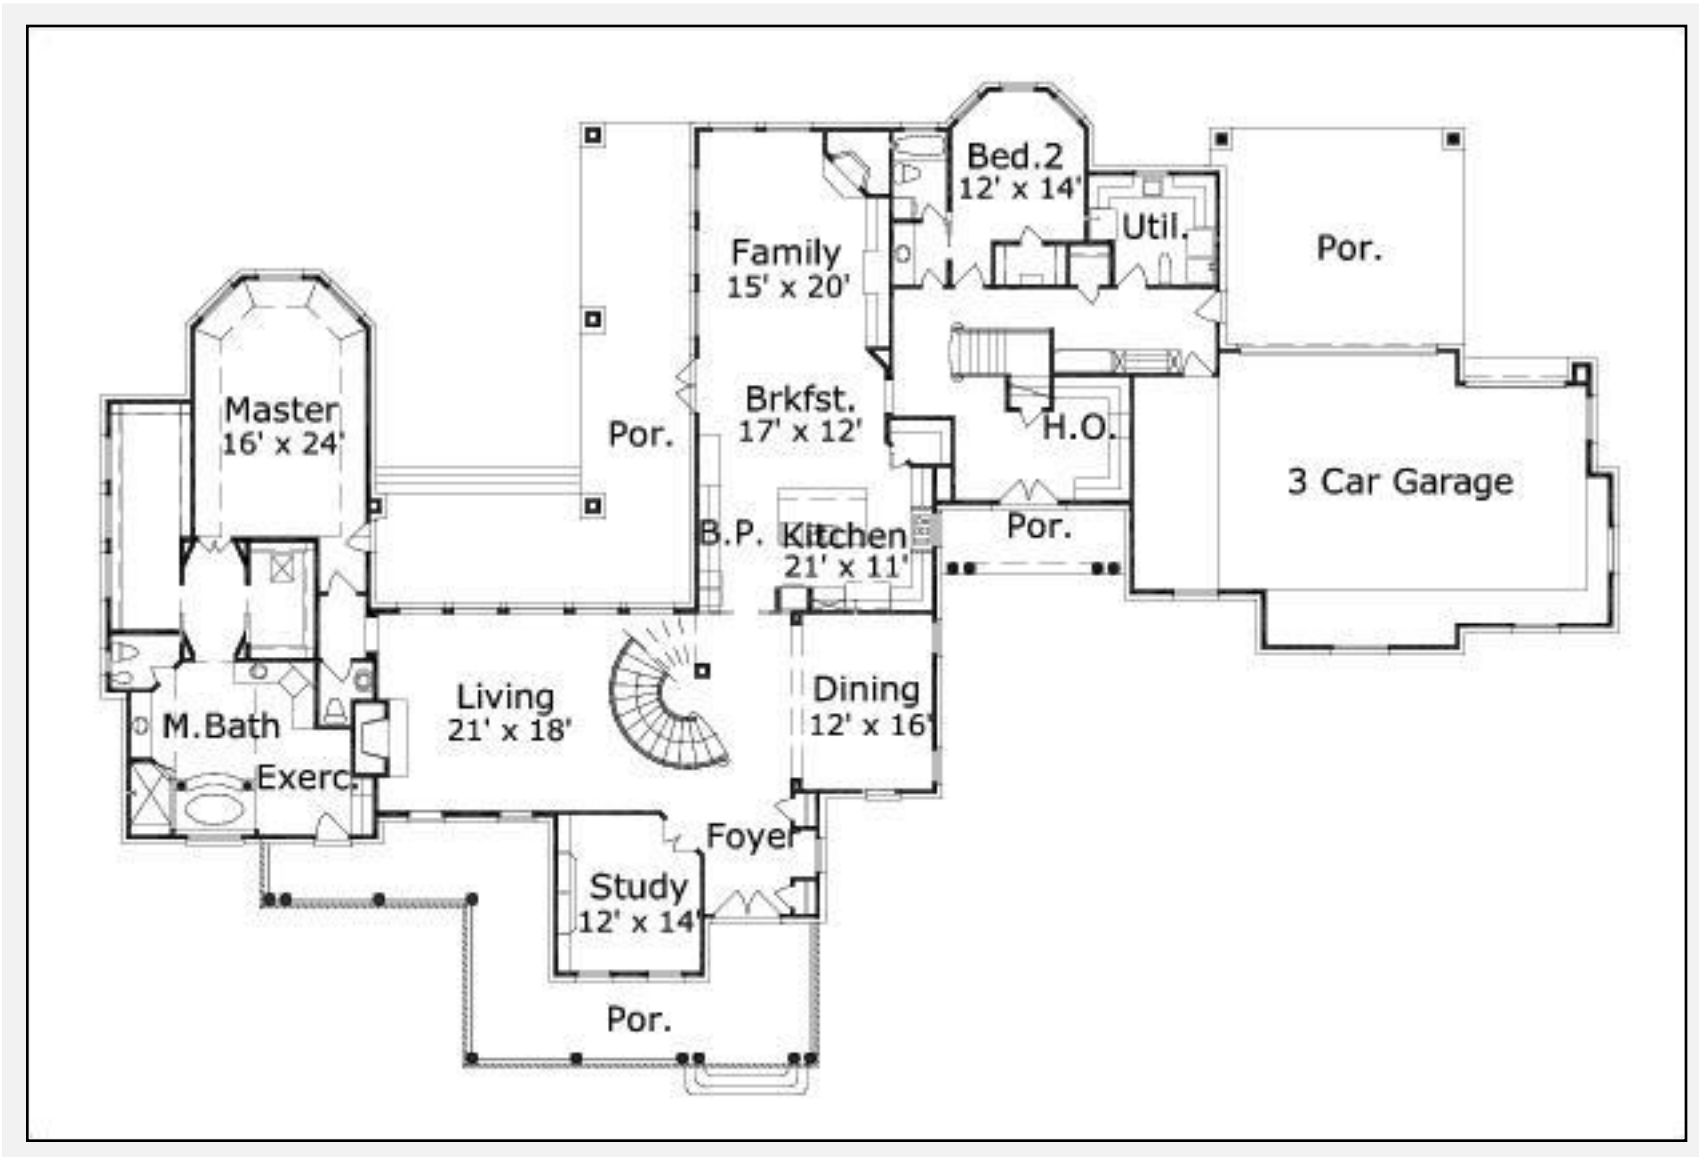 Bed.2
12' x 14'
Util.
Por.
Family
15' x 20'
Master
16' x 24'
Brkfst.
17' x 12'
Por.
H.O.
3 Car Garage
B.P.
Kitchen
21' x 11'
Por.
Living
21' x 18'
Dining
12' x 16'
M.Bath
Exerc.
Foyer
Study
12' x 14'
Por.